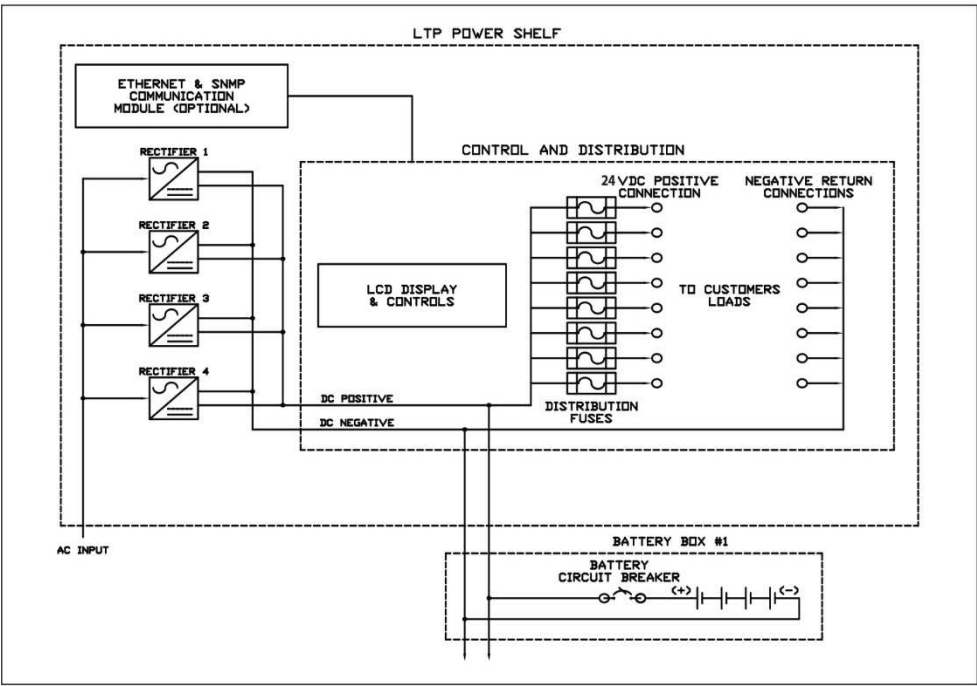 LTP POWER SHELF
ETHERNET & SNMP
COMMUNICATION
MODULE (OPTIONAL)
RECTIFIER 1
RECTIFIER 2
RECTIFIER 3
RECTIFIER 4
AC INPUT
CONTROL AND DISTRIBUTION
LCD DISPLAY
& CONTROLS
24 VDC POSITIVE
CONNECTION
NEGATIVE RETURN
CONNECTIONS
TO CUSTOMERS
LOADS
DISTRIBUTION
FUSES
DC POSITIVE
DC NEGATIVE
BATTERY BOX #1
BATTERY
CIRCUIT BREAKER
(+)
(-)